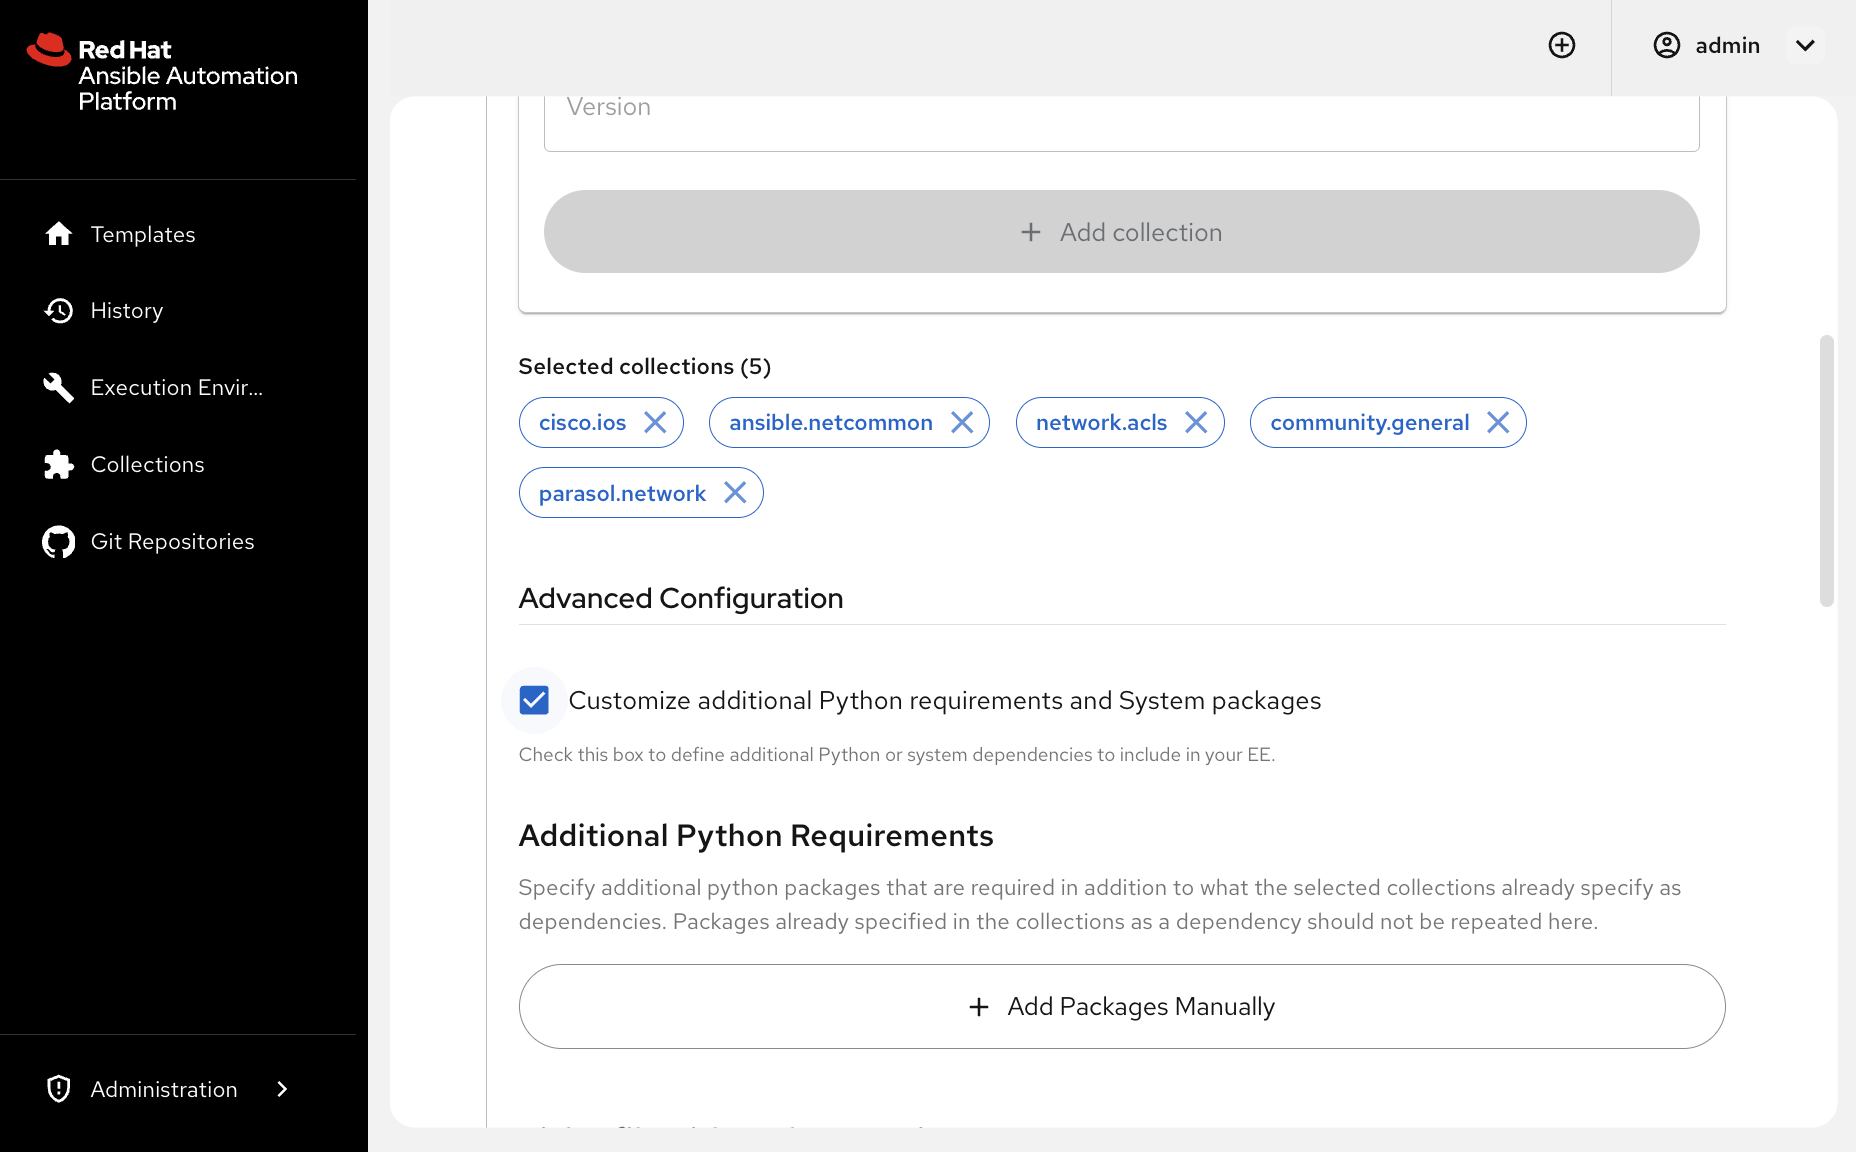 Red Hat
Ansible Automation
Platform
admin
Templates
History
Execution Envir...
Collections
Git Repositories
Administration
Version
Add collection
Selected collections (5)
cisco.ios
ansible.netcommon
network.acls
community.general
parasol.network
Advanced Configuration
Customize additional Python requirements and System packages
Check this box to define additional Python or system dependencies to include in your EE.
Additional Python Requirements
Specify additional python packages that are required in addition to what the selected collections already specify as
dependencies. Packages already specified in the collections as a dependency should not be repeated here.
Add Packages Manually